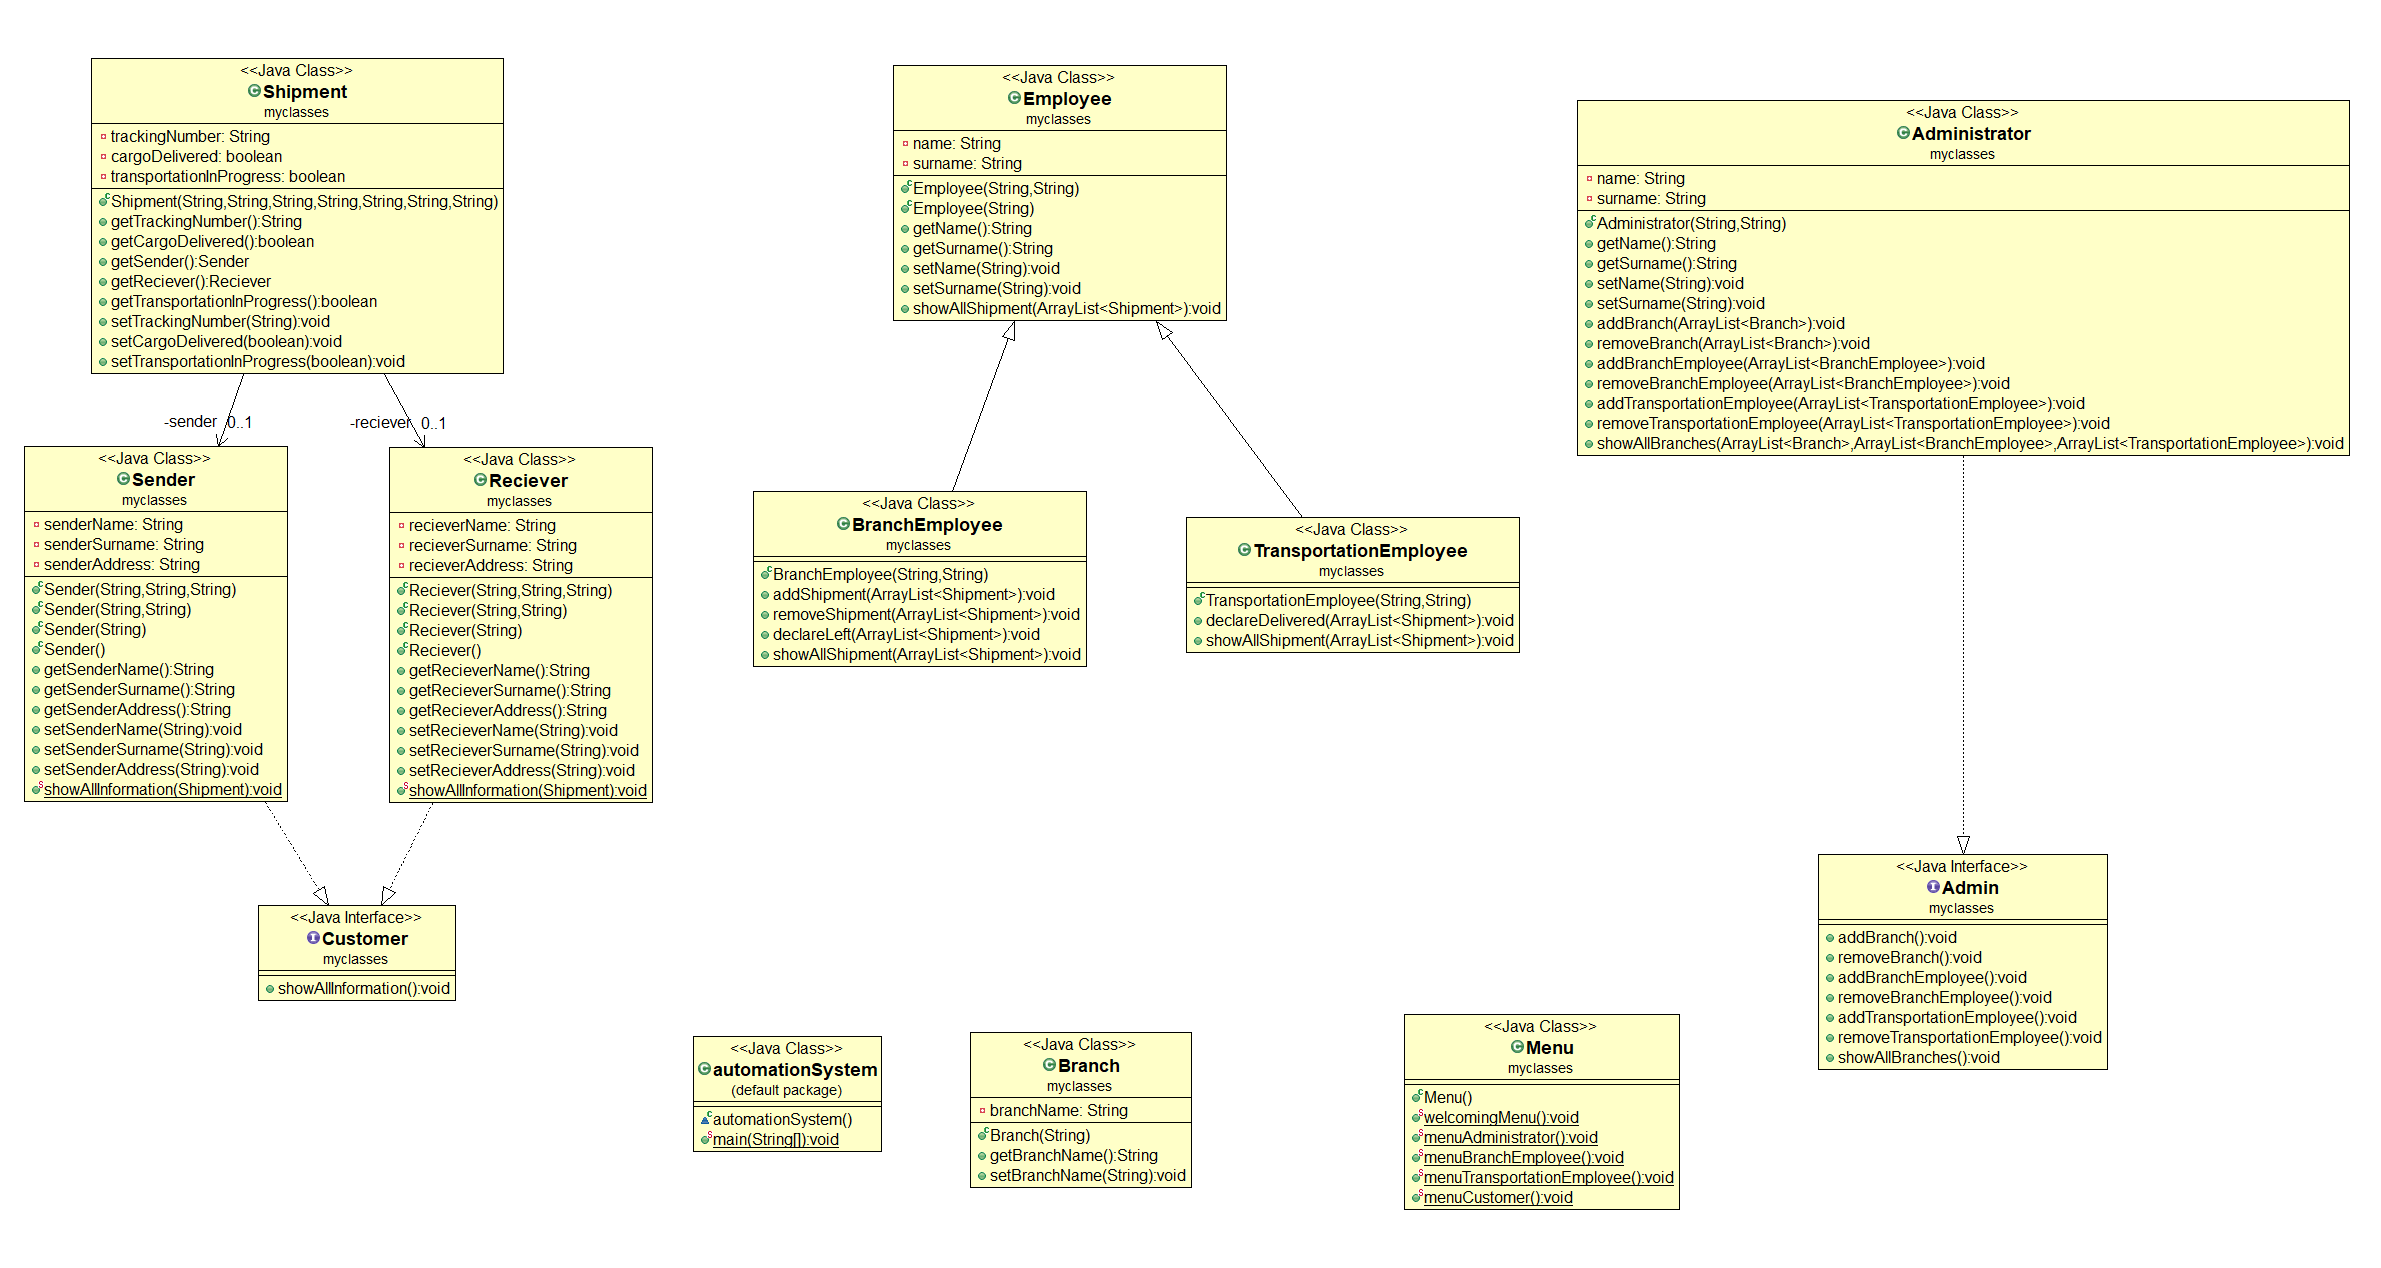 <<Java Class>>
Shipment
myclasses
trackingNumber: String
cargoDelivered: boolean
transportationInProgress: boolean
Shipment(String,String,String,String,String,String,String)
getTrackingNumber():String
getCargoDelivered():boolean
getSender():Sender
getReciever():Reciever
getTransportationInProgress():boolean
setTrackingNumber(String):void
setCargoDelivered(boolean):void
setTransportationInProgress(boolean):void
-sender 0..1
-reciever 0..1
<<Java Class>>
Sender
myclasses
senderName: String
senderSurname: String
senderAddress: String
Sender(String,String,String)
Sender(String,String)
Sender(String)
Sender()
getSenderName():String
getSenderSurname():String
getSenderAddress():String
setSenderName(String):void
setSenderSurname(String):void
setSenderAddress(String):void
showAllInformation(Shipment):void
<<Java Class>>
Reciever
myclasses
recieverName: String
recieverSurname: String
recieverAddress: String
Reciever(String,String,String)
Reciever(String,String)
Reciever(String)
Reciever()
getRecieverName():String
getRecieverSurname():String
getRecieverAddress():String
setRecieverName(String):void
setRecieverSurname(String):void
setRecieverAddress(String):void
showAllInformation(Shipment):void
<<Java Interface>>
Customer
myclasses
showAllInformation():void
<<Java Class>>
Employee
myclasses
name: String
surname: String
Employee(String,String)
Employee(String)
getName():String
getSurname():String
setName(String):void
setSurname(String):void
showAllShipment(ArrayList<Shipment>):void
<<Java Class>>
BranchEmployee
myclasses
BranchEmployee(String,String)
addShipment(ArrayList<Shipment>):void
removeShipment(ArrayList<Shipment>):void
declareLeft(ArrayList<Shipment>):void
showAllShipment(ArrayList<Shipment>):void
<<Java Class>>
TransportationEmployee
myclasses
TransportationEmployee(String,String)
declareDelivered(ArrayList<Shipment>):void
showAllShipment(ArrayList<Shipment>):void
<<Java Class>>
Administrator
myclasses
name: String
surname: String
Administrator(String,String)
getName():String
getSurname():String
setName(String):void
setSurname(String):void
addBranch(ArrayList<Branch>):void
removeBranch(ArrayList<Branch>):void
addBranchEmployee(ArrayList<BranchEmployee>):void
removeBranchEmployee(ArrayList<BranchEmployee>):void
addTransportationEmployee(ArrayList<TransportationEmployee>):void
removeTransportationEmployee(ArrayList<TransportationEmployee>):void
showAllBranches(ArrayList<Branch>,ArrayList<BranchEmployee>,ArrayList<TransportationEmployee>):void
<<Java Interface>>
Admin
myclasses
addBranch():void
removeBranch():void
addBranchEmployee():void
removeBranchEmployee():void
addTransportationEmployee():void
removeTransportationEmployee():void
showAllBranches():void
<<Java Class>>
automationSystem
(default package)
automationSystem()
main(String[]):void
<<Java Class>>
Branch
myclasses
branchName: String
Branch(String)
getBranchName():String
setBranchName(String):void
<<Java Class>>
Menu
myclasses
Menu()
welcomingMenu():void
menuAdministrator():void
menuBranchEmployee():void
menuTransportationEmployee():void
menuCustomer():void